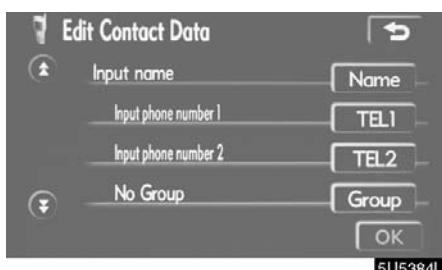 Edit Contact Data
Input name Name
Input phone number 1 TEL1
Input phone number 2 TEL2
No Group Group
OK
5U5384L